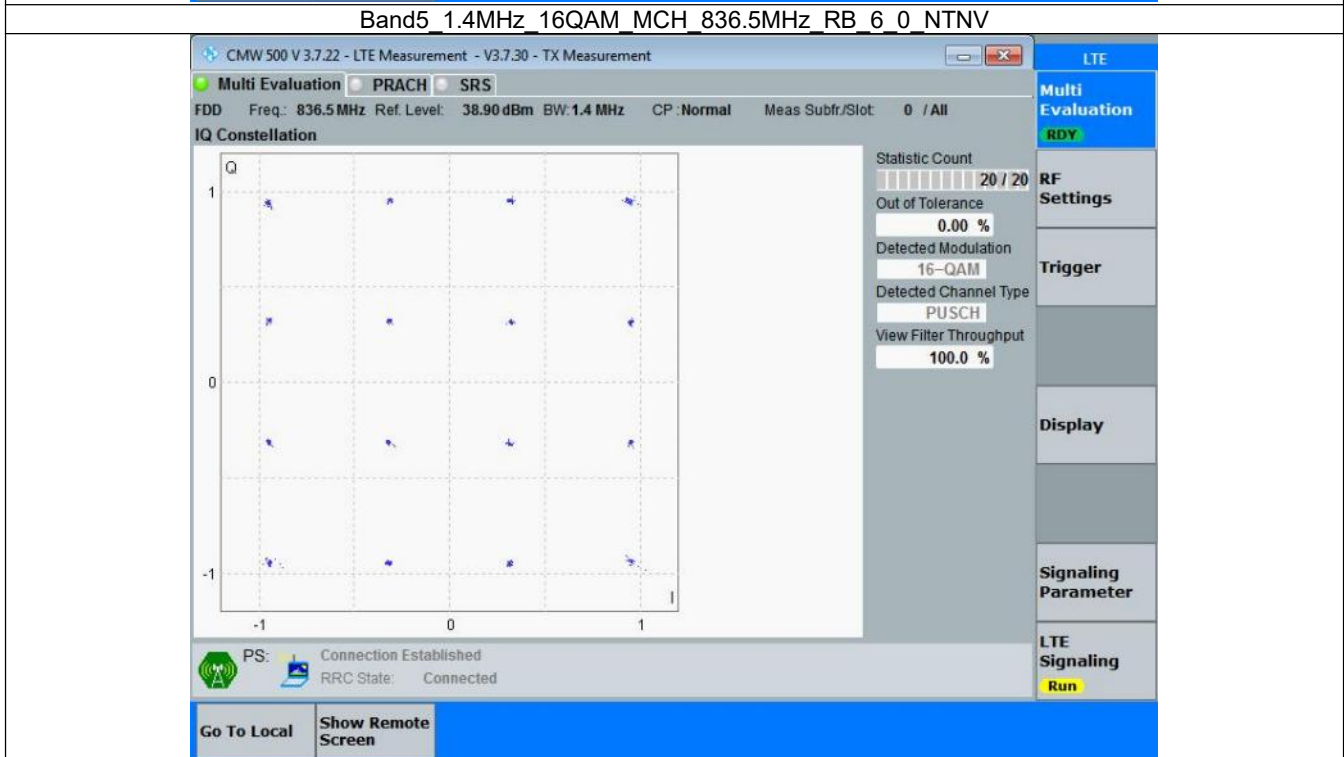 Band5_1.4MHz_16QAM_MCH_836.5MHz_RB_6_0_NTNV
CMW 500 V 3.7.22 - LTE Measurement - V3.7.30 - TX Measurement
LTE
Multi Evaluation PRACH SRS
Multi
Evaluation
RDY
FDD Freq.: 836.5 MHz Ref. Level: 38.90 dBm BW: 1.4 MHz CP : Normal Meas Subfr./Slot: 0 / All
IQ Constellation
Q
1
0
-1
-1 0 1
I
Statistic Count
20 / 20
Out of Tolerance
0.00 %
Detected Modulation
16-QAM
Detected Channel Type
PUSCH
View Filter Throughput
100.0 %
RF
Settings
Trigger
Display
Signaling
Parameter
LTE
Signaling
Run
PS: Connection Established
RRC State: Connected
Go To Local
Show Remote
Screen